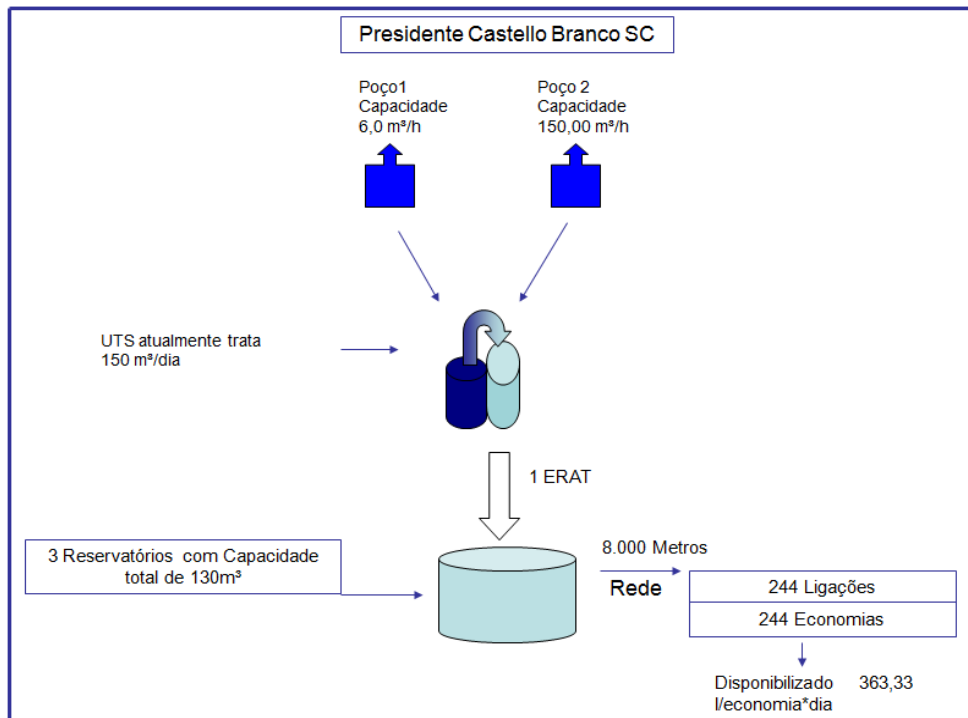 Presidente Castello Branco SC
Poço1
Capacidade
6,0 m³/h
Poço 2
Capacidade
150,00 m³/h
UTS atualmente trata
150 m³/dia
1 ERAT
3 Reservatórios com Capacidade
total de 130m³
8.000 Metros
Rede
244 Ligações
244 Economias
Disponibilizado 363,33
l/economia*dia